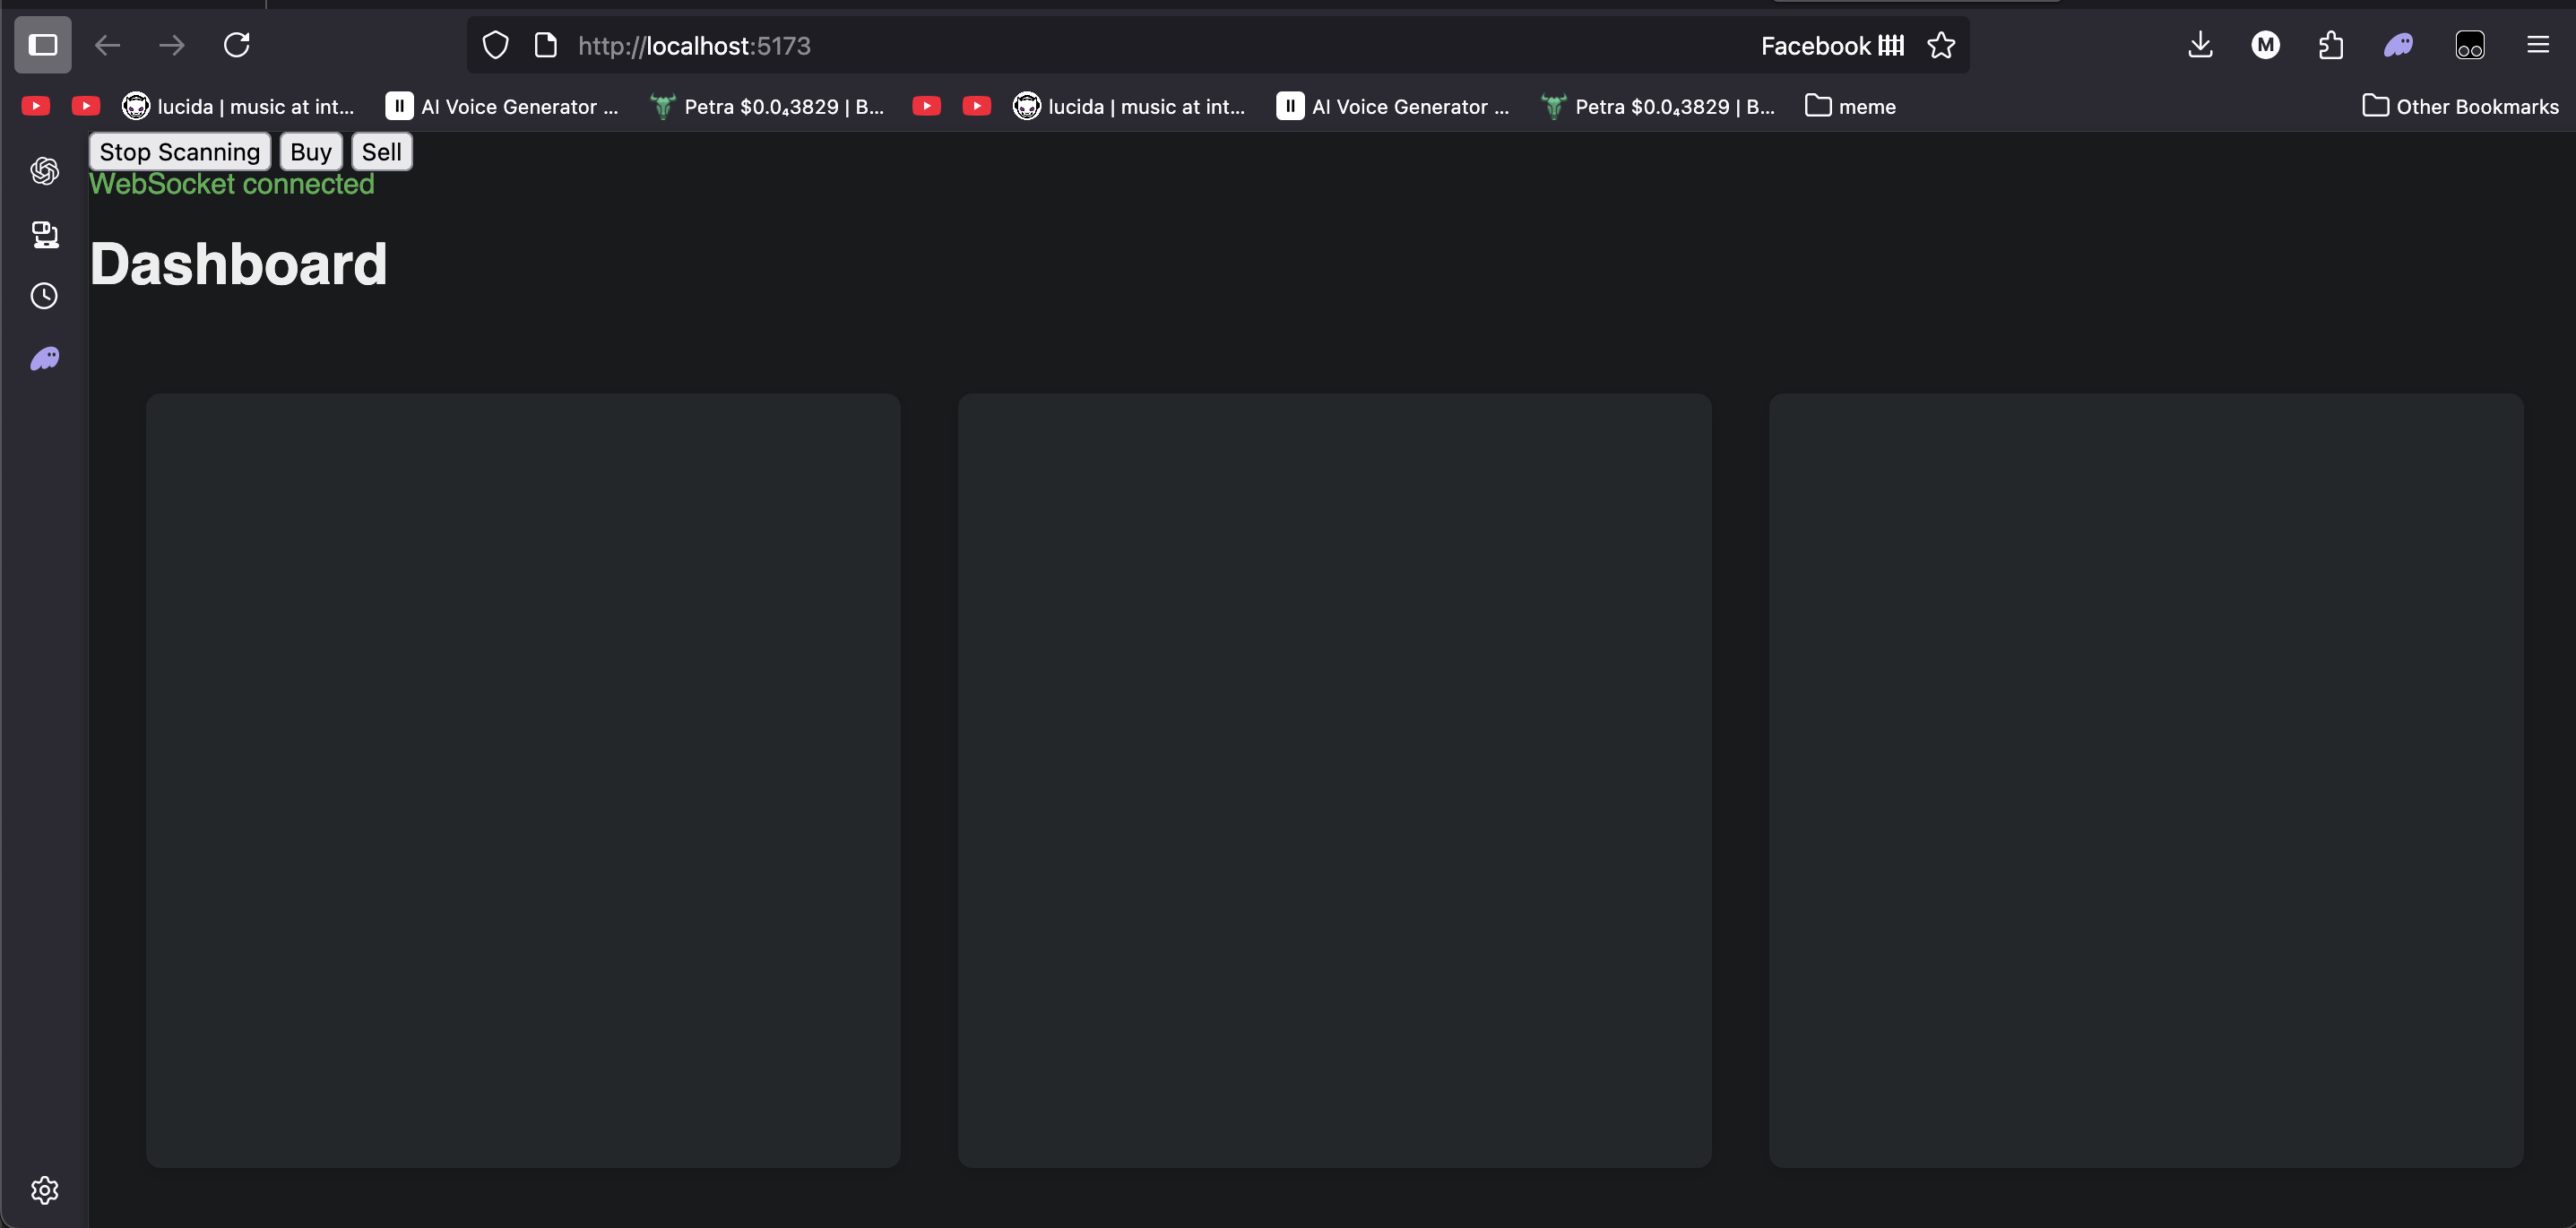 http://localhost:5173 Facebook
lucida | music at int... AI Voice Generator ... Petra $0.0₄3829 | B... lucida | music at int... AI Voice Generator ... Petra $0.0₄3829 | B... meme Other Bookmarks
Stop Scanning Buy Sell
WebSocket connected
Dashboard